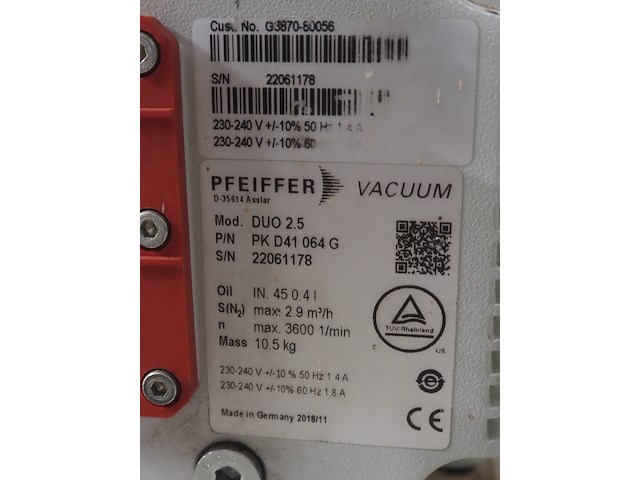 Cust. No. G3870-80056
S/N 22061178
230-240 V +/-10% 50 Hz 1.4 A
230-240 V +/-10% 60
PFEIFFER VACUUM
D-35614 Asslar
Mod. DUO 2.5
P/N PK D41 064 G
S/N 22061178
Oil IN. 45 0.4 l
S(N₂) max. 2.9 m³/h
n max. 3600 1/min
Mass 10.5 kg
TÜV Rheinland
C US
230-240 V +/-10 % 50 Hz 1.4 A
230-240 V +/-10% 60 Hz 1.8 A
Made in Germany 2018/11
CE